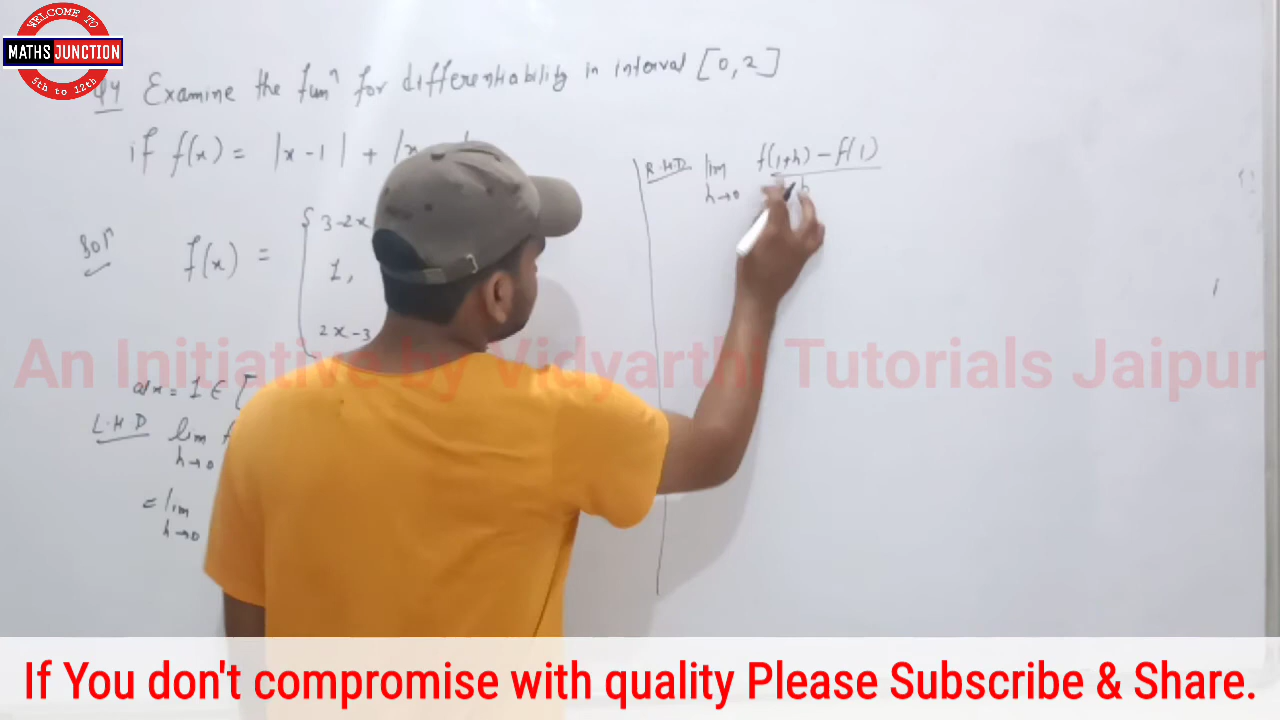 WELCOME TO
MATHS JUNCTION
5th to 12th
Q4 Examine the funⁿ for differentiability in interval [0, 2]
if f(x) = |x-1| + |x
Solⁿ f(x) = { 3-2x
1,
2x-3
at x = 1 ∈ [
L.H.D lim f
h→0
= lim
h→0
R.H.D. lim f(1+h) - f(1)
h→0 h
An Initiative by Vidyarthi Tutorials Jaipur
If You don't compromise with quality Please Subscribe & Share.